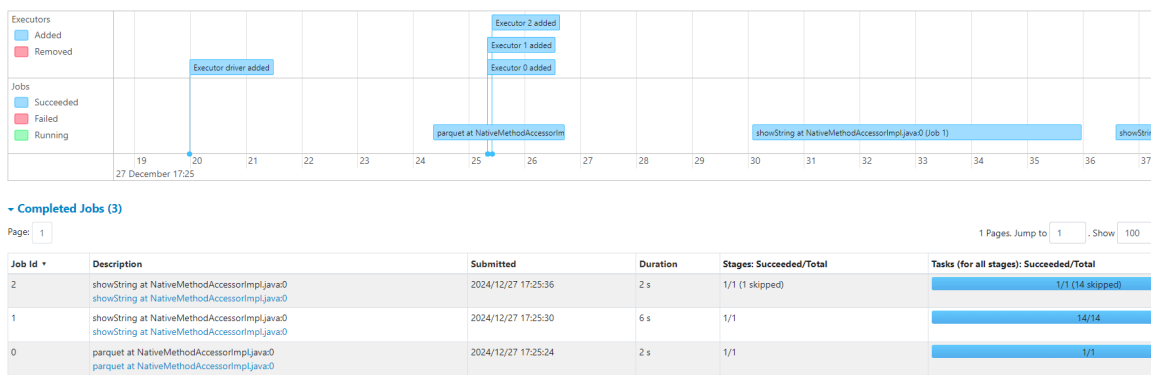 Executors
Added
Removed
Executor 2 added
Executor 1 added
Executor driver added
Executor 0 added
Jobs
Succeeded
Failed
Running
parquet at NativeMethodAccessorIm
showString at NativeMethodAccessorImpl.java:0 (Job 1)
showStrin
19 20 21 22 23 24 25 26 27 28 29 30 31 32 33 34 35 36 37
27 December 17:25
Completed Jobs (3)
Page: 1
1 Pages. Jump to 1 . Show 100
Job Id ▾ Description Submitted Duration Stages: Succeeded/Total Tasks (for all stages): Succeeded/Total
2 showString at NativeMethodAccessorImpl.java:0 2024/12/27 17:25:36 2 s 1/1 (1 skipped) 1/1 (14 skipped)
showString at NativeMethodAccessorImpl.java:0
1 showString at NativeMethodAccessorImpl.java:0 2024/12/27 17:25:30 6 s 1/1 14/14
showString at NativeMethodAccessorImpl.java:0
0 parquet at NativeMethodAccessorImpl.java:0 2024/12/27 17:25:24 2 s 1/1 1/1
parquet at NativeMethodAccessorImpl.java:0